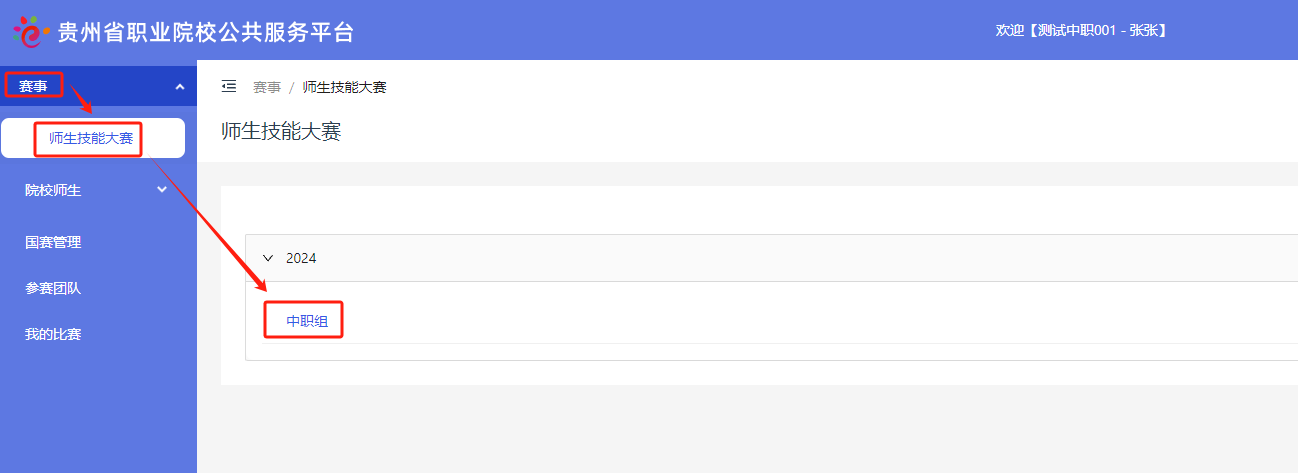 贵州省职业院校公共服务平台
欢迎【测试中职001 - 张张】
赛事
师生技能大赛
院校师生
国赛管理
参赛团队
我的比赛
赛事 / 师生技能大赛
师生技能大赛
2024
中职组